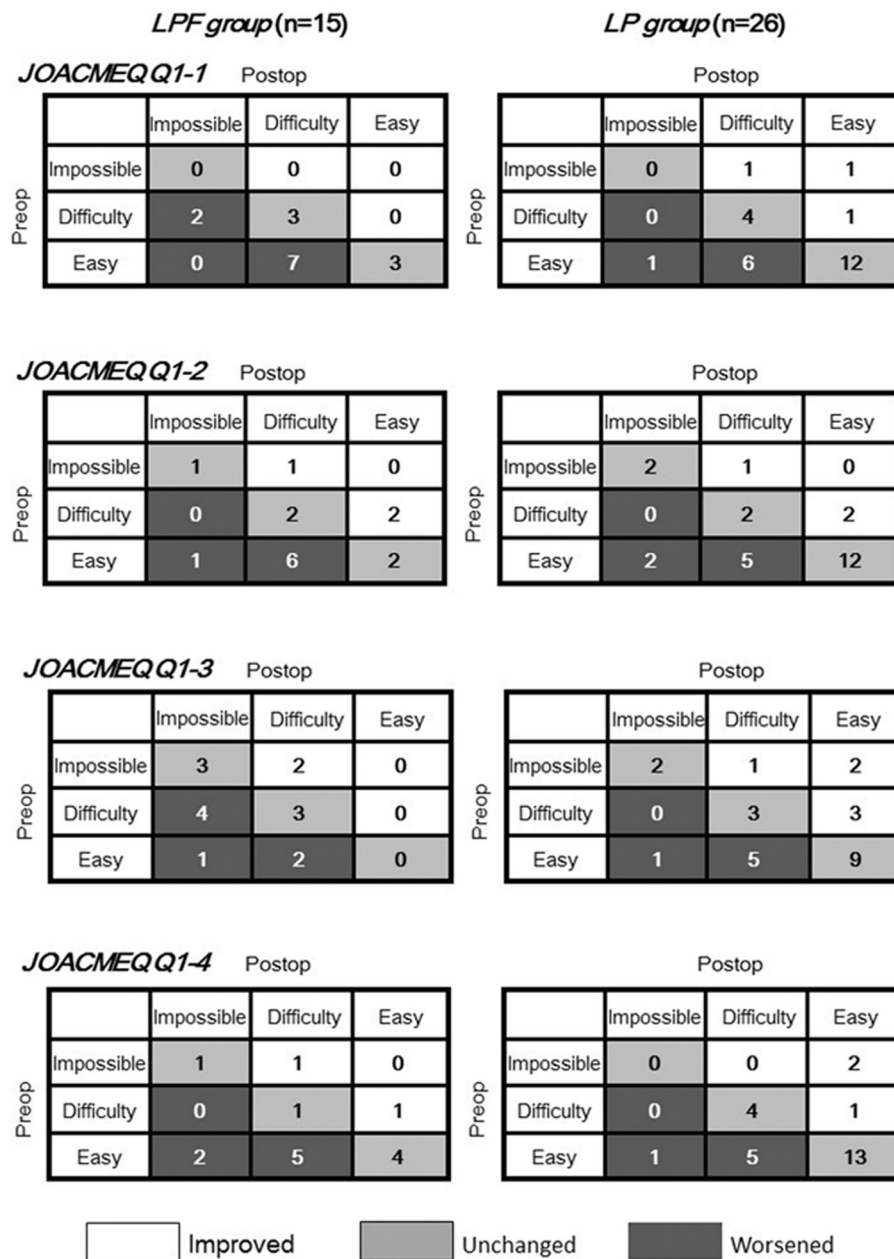 LPF group (n=15) LP group (n=26)
JOACMEQ Q1-1 Postop Postop
Impossible Difficulty Easy Impossible Difficulty Easy
Preop Preop
Impossible 0 0 0 Impossible 0 1 1
Difficulty 2 3 0 Difficulty 0 4 1
Easy 0 7 3 Easy 1 6 12
JOACMEQ Q1-2 Postop Postop
Impossible Difficulty Easy Impossible Difficulty Easy
Preop Preop
Impossible 1 1 0 Impossible 2 1 0
Difficulty 0 2 2 Difficulty 0 2 2
Easy 1 6 2 Easy 2 5 12
JOACMEQ Q1-3 Postop Postop
Impossible Difficulty Easy Impossible Difficulty Easy
Preop Preop
Impossible 3 2 0 Impossible 2 1 2
Difficulty 4 3 0 Difficulty 0 3 3
Easy 1 2 0 Easy 1 5 9
JOACMEQ Q1-4 Postop Postop
Impossible Difficulty Easy Impossible Difficulty Easy
Preop Preop
Impossible 1 1 0 Impossible 0 0 2
Difficulty 0 1 1 Difficulty 0 4 1
Easy 2 5 4 Easy 1 5 13
Improved Unchanged Worsened